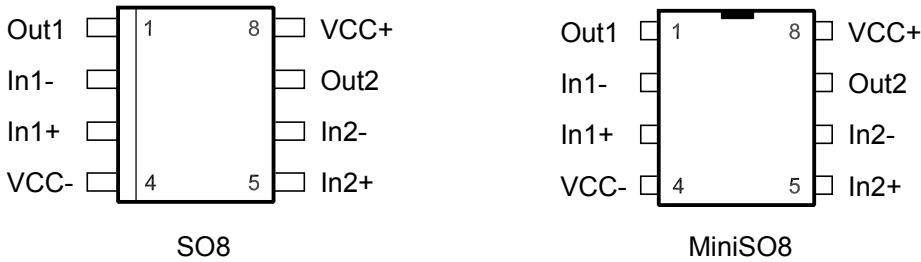 Out1 1 8 VCC+
In1- Out2
In1+ In2-
VCC- 4 5 In2+
SO8
Out1 1 8 VCC+
In1- Out2
In1+ In2-
VCC- 4 5 In2+
MiniSO8